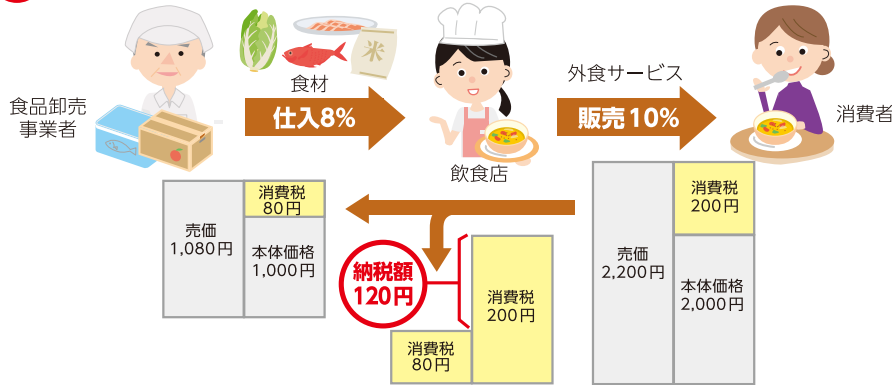 食品卸売
事業者
米
食材
仕入8%
飲食店
外食サービス
販売10%
消費者
売価
1,080円
消費税
80円
本体価格
1,000円
納税額
120円
消費税
80円
消費税
200円
売価
2,200円
消費税
200円
本体価格
2,000円